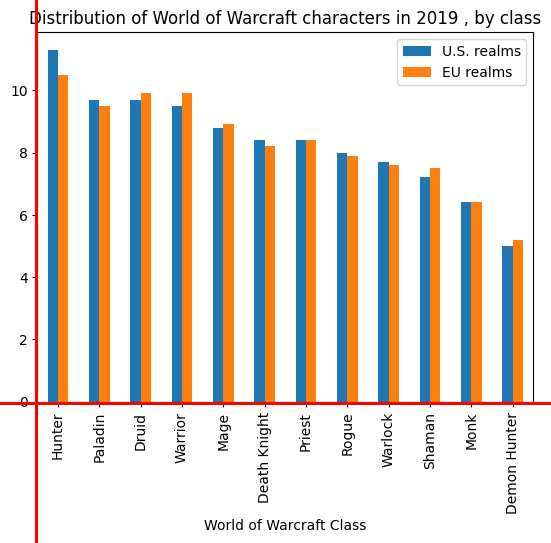 Distribution of World of Warcraft characters in 2019 , by class
U.S. realms
EU realms
10
8
6
4
2
0
Hunter
Paladin
Druid
Warrior
Mage
Death Knight
Priest
Rogue
Warlock
Shaman
Monk
Demon Hunter
World of Warcraft Class